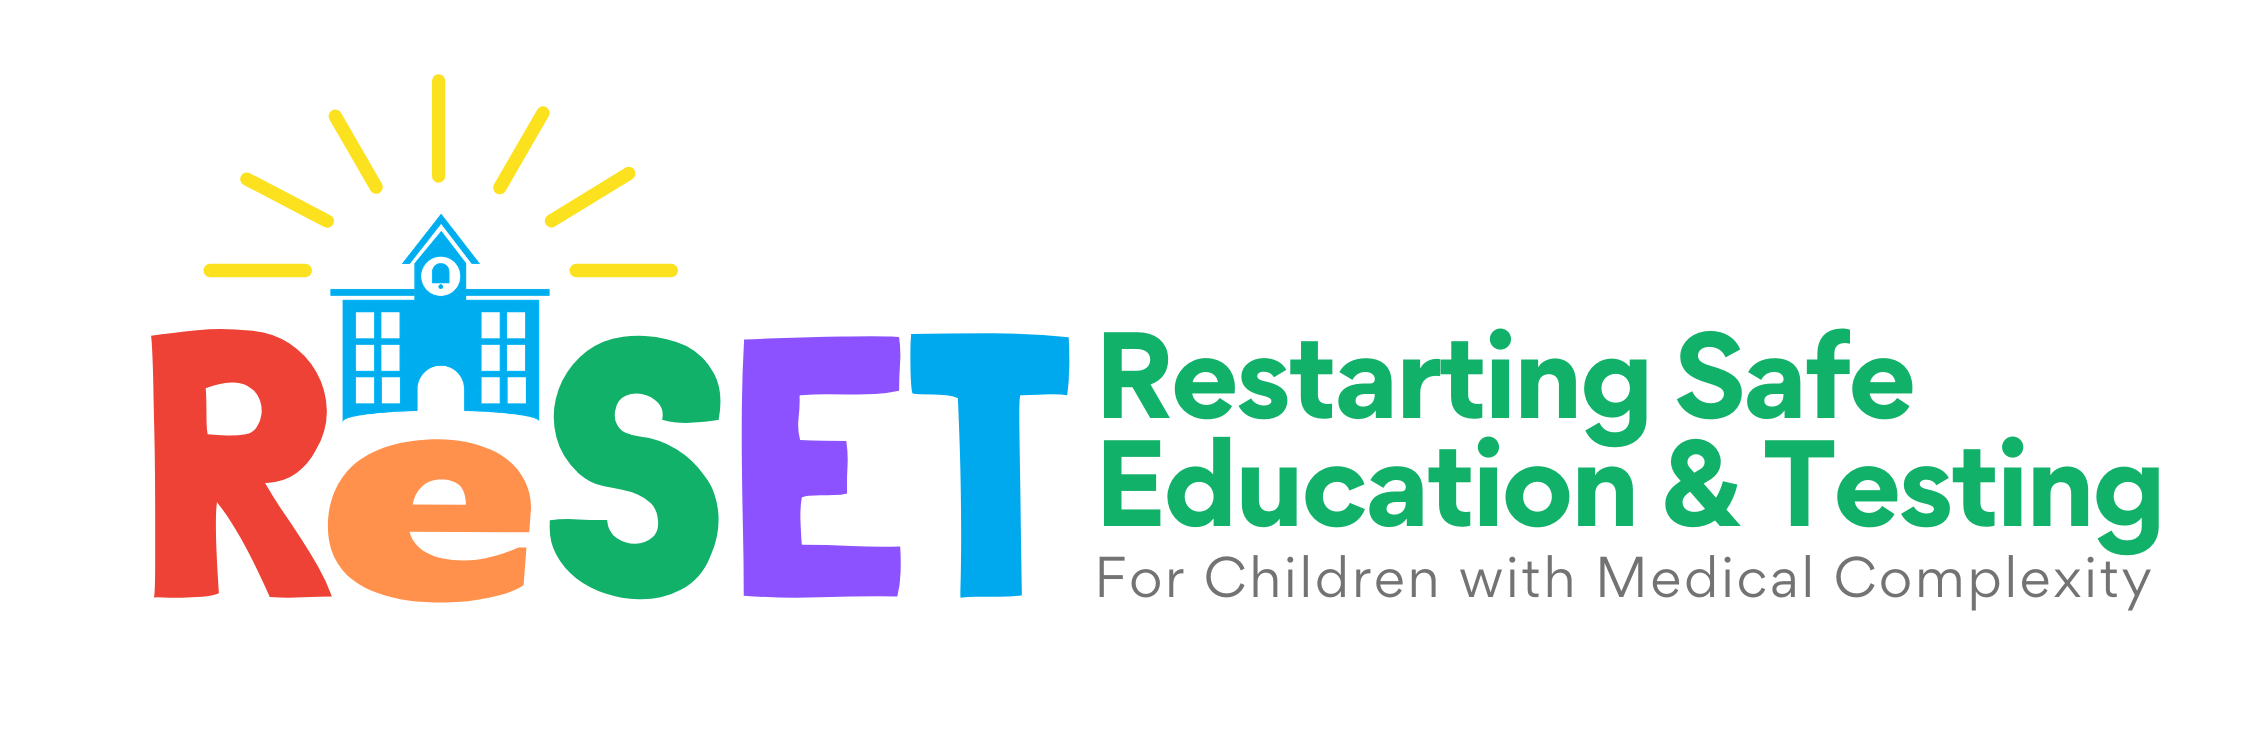 ReSET
Restarting Safe
Education & Testing
For Children with Medical Complexity